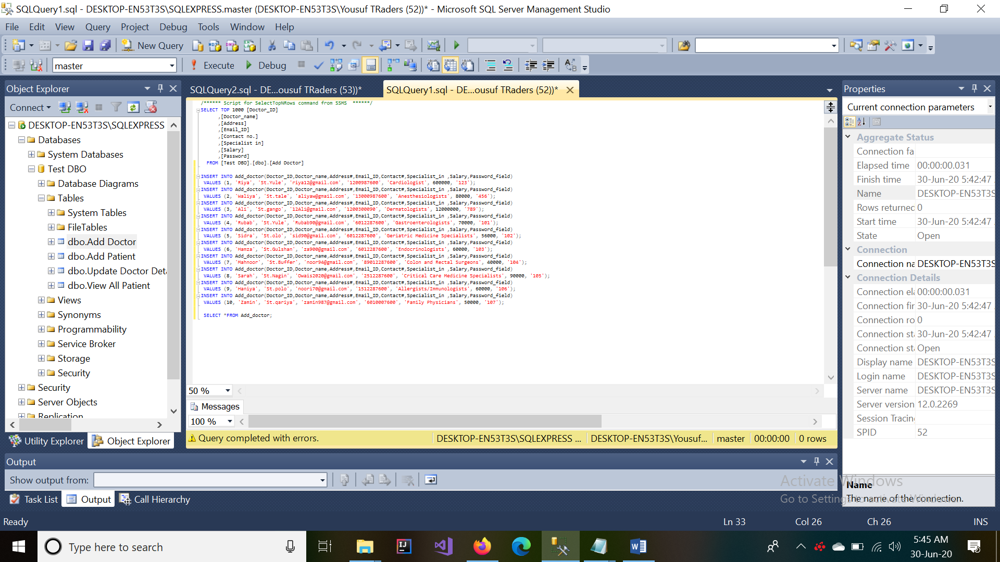 SQLQuery1.sql - DESKTOP-EN53T3S\SQLEXPRESS.master (DESKTOP-EN53T3S\Yousuf TRaders (52))* - Microsoft SQL Server Management Studio
File Edit View Query Project Debug Tools Window Help
New Query
master Execute Debug
Object Explorer
Connect
DESKTOP-EN53T3S\SQLEXPRESS
Databases
System Databases
Test DBO
Database Diagrams
Tables
System Tables
FileTables
dbo.Add Doctor
dbo.Add Patient
dbo.Update Doctor Deta
dbo.View All Patient
Views
Synonyms
Programmability
Service Broker
Storage
Security
Security
Server Objects
Replication
Utility Explorer Object Explorer
SQLQuery2.sql - DE...ousuf TRaders (53))* SQLQuery1.sql - DE...ousuf TRaders (52))*
/****** Script for SelectTopNRows command from SSMS ******/
SELECT TOP 1000 [Doctor_ID]
,[Doctor_name]
,[Address]
,[Email_ID]
,[Contact no.]
,[Specialist in]
,[Salary]
,[Password]
FROM [Test DBO].[dbo].[Add Doctor]
INSERT INTO Add_doctor(Doctor_ID,Doctor_name,Address#,Email_ID,Contact#,Specialist_in ,Salary,Password_field)
VALUES (1, 'Riya', 'St.Yule', 'riya12@gmail.com', '1200987600', 'Cardiologist', 600000, '123');
INSERT INTO Add_doctor(Doctor_ID,Doctor_name,Address#,Email_ID,Contact#,Specialist_in ,Salary,Password_field)
VALUES (2, 'Waliya', 'St.tale', 'aliyaw@gmail.com', '13000987600', 'Anesthesiologists', 80000, '456');
INSERT INTO Add_doctor(Doctor_ID,Doctor_name,Address#,Email_ID,Contact#,Specialist_in ,Salary,Password_field)
VALUES (3, 'Ali', 'St.gango', '12Ali@gmail.com', '1200300090', 'Dermatologists', 12000000, '789');
INSERT INTO Add_doctor(Doctor_ID,Doctor_name,Address#,Email_ID,Contact#,Specialist_in ,Salary,Password_field)
VALUES (4, 'Rubab', 'St.Yule', 'Rubab90@gmail.com', '6012287600', 'Gastroenterologists', 70000, '101');
INSERT INTO Add_doctor(Doctor_ID,Doctor_name,Address#,Email_ID,Contact#,Specialist_in ,Salary,Password_field)
VALUES (5, 'Sidra', 'St.olo', 'sid90@gmail.com', '6012287600', 'Geriatric Medicine Specialists', 56000, '102');
INSERT INTO Add_doctor(Doctor_ID,Doctor_name,Address#,Email_ID,Contact#,Specialist_in ,Salary,Password_field)
VALUES (6, 'Hamza', 'St.Gulshan', 'za900@gmail.com', '6012287600', 'Endocrinologists', 60000, '103');
INSERT INTO Add_doctor(Doctor_ID,Doctor_name,Address#,Email_ID,Contact#,Specialist_in ,Salary,Password_field)
VALUES (7, 'Mahnoor', 'St.Buffer', 'noor94@gmail.com', '89012287600', 'Colon and Rectal Surgeons', 40000, '104');
INSERT INTO Add_doctor(Doctor_ID,Doctor_name,Address#,Email_ID,Contact#,Specialist_in ,Salary,Password_field)
VALUES (8, 'Sarah', 'St.Nagin', 'Owais2020@gmail.com', '2512287600', 'Critical Care Medicine Specialists', 90000, '105');
INSERT INTO Add_doctor(Doctor_ID,Doctor_name,Address#,Email_ID,Contact#,Specialist_in ,Salary,Password_field)
VALUES (9, 'Haniya', 'St.polo', 'noori70@gmail.com', '1512287600', 'Allergists/Immunologists', 60000, '106');
INSERT INTO Add_doctor(Doctor_ID,Doctor_name,Address#,Email_ID,Contact#,Specialist_in ,Salary,Password_field)
VALUES (10, 'Zamin', 'St.qariya', 'zamin987@gmail.com', '6010007600', 'Family Physicians', 50000, '107');
SELECT *FROM Add_doctor;
50 %
Messages
100 %
Query completed with errors. DESKTOP-EN53T3S\SQLEXPRESS ... DESKTOP-EN53T3S\Yousuf... master 00:00:00 0 rows
Properties
Current connection parameters
Aggregate Status
Connection fa
Elapsed time 00:00:00.031
Finish time 30-Jun-20 5:42:47
Name DESKTOP-EN53T3S
Rows returnec 0
Start time 30-Jun-20 5:42:47
State Open
Connection
Connection na DESKTOP-EN53T3S
Connection Details
Connection ela 00:00:00.031
Connection fin 30-Jun-20 5:42:47
Connection ro 0
Connection sta 30-Jun-20 5:42:47
Connection sta Open
Display name DESKTOP-EN53T3S
Login name DESKTOP-EN53T3S
Server name DESKTOP-EN53T3S
Server version 12.0.2269
Session Tracin
SPID 52
Name
The name of the connection.
Activate Windows
Go to Settings to activate Windows.
Output
Show output from:
Task List Output Call Hierarchy
Ready Ln 33 Col 26 Ch 26 INS
Type here to search
5:45 AM
30-Jun-20